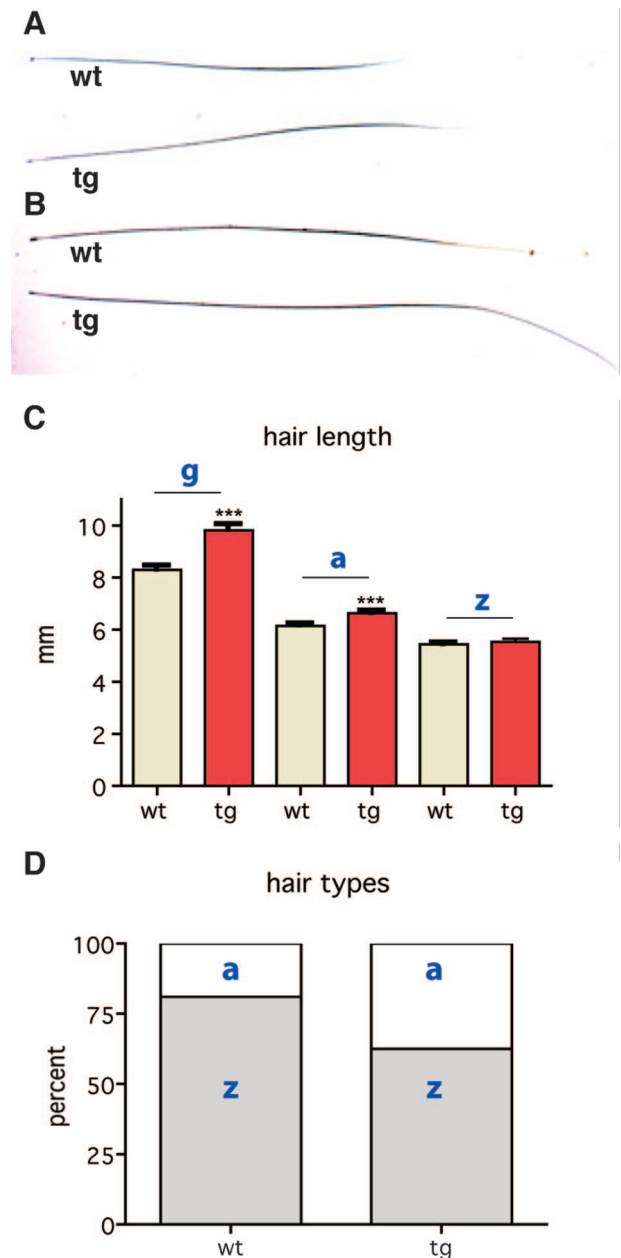 A
wt
tg
B
wt
tg
C
hair length
g
***
a
***
z
mm
10
8
6
4
2
0
wt tg wt tg wt tg
D
hair types
percent
100
75
50
25
0
a a
z z
wt tg